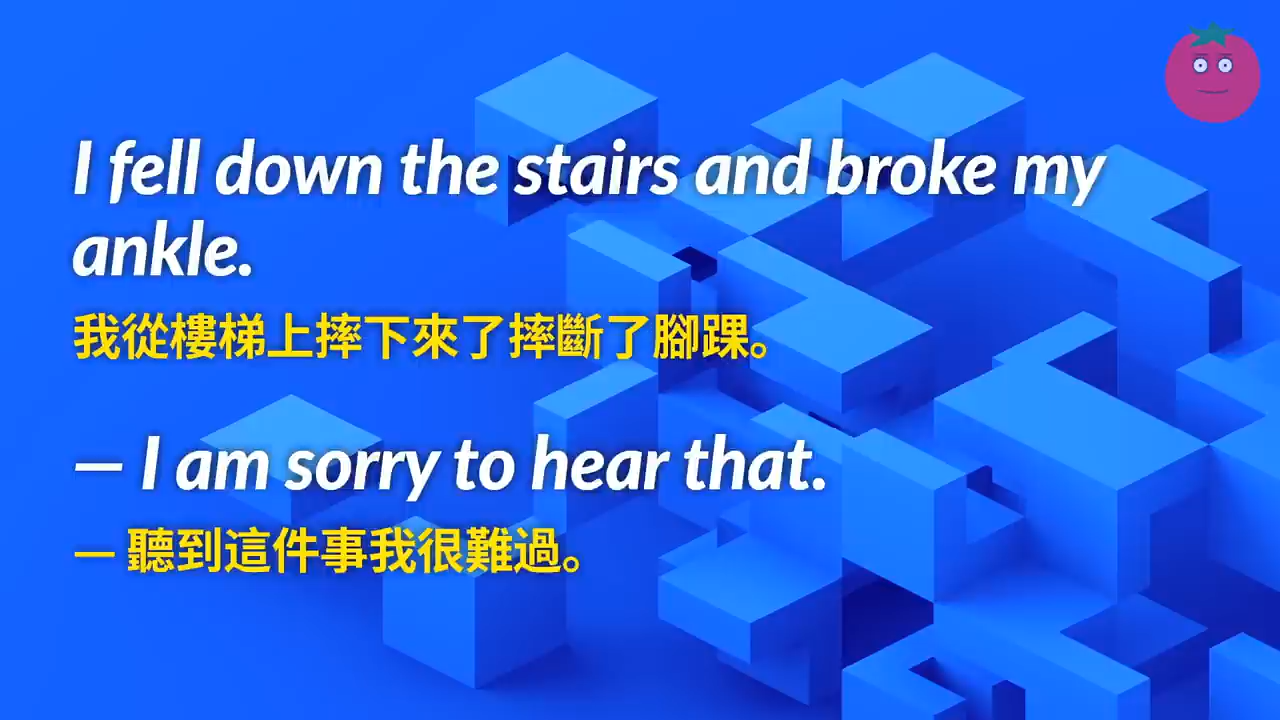 I fell down the stairs and broke my
ankle.
我從樓梯上摔下來了摔斷了腳踝。
— I am sorry to hear that.
— 聽到這件事我很難過。